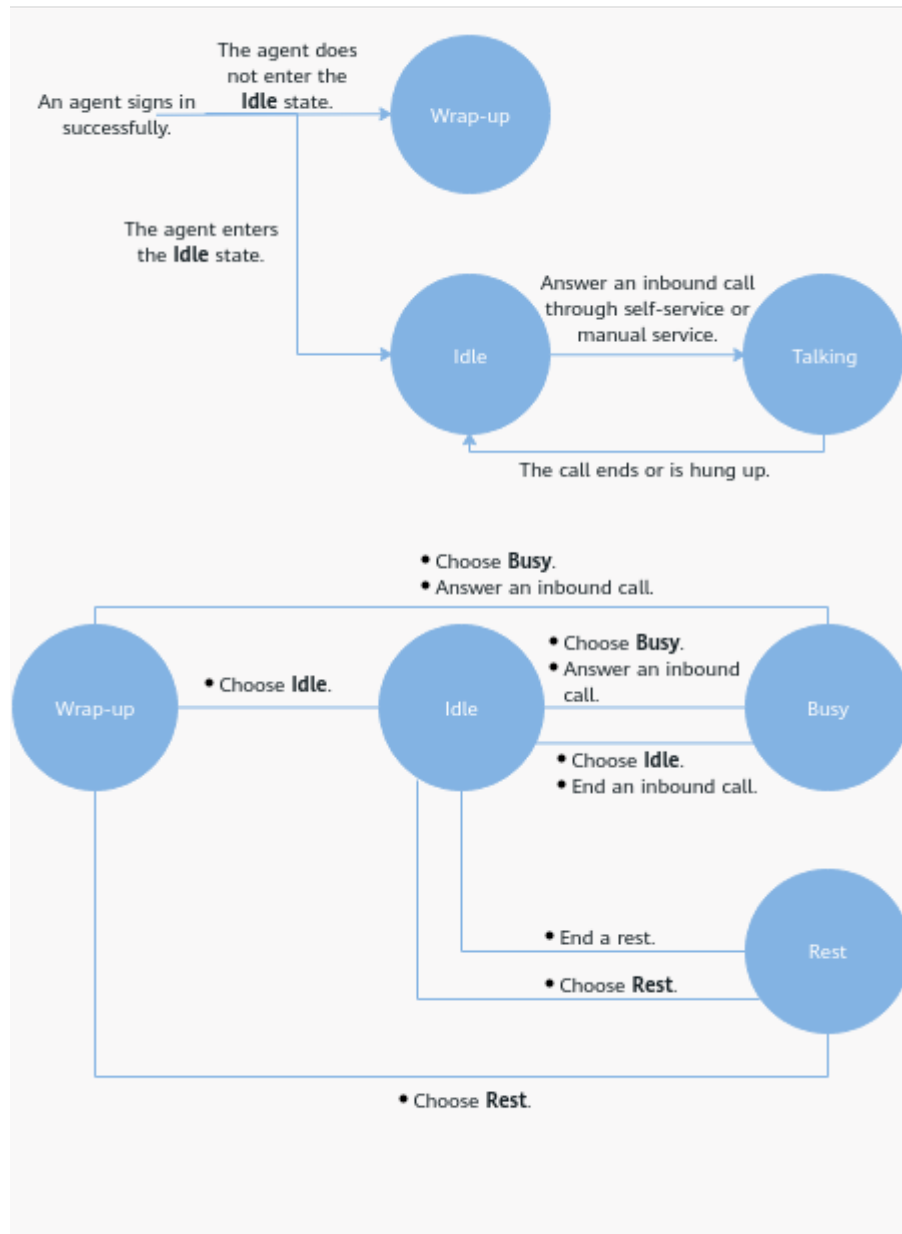 The agent does
not enter the
Idle state.
An agent signs in
successfully.
Wrap-up
The agent enters
the Idle state.
Answer an inbound call
through self-service or
manual service.
Idle
Talking
The call ends or is hung up.
• Choose Busy.
• Answer an inbound call.
• Choose Busy.
• Answer an inbound
call.
• Choose Idle.
Wrap-up
Idle
Busy
• Choose Idle.
• End an inbound call.
• End a rest.
Rest
• Choose Rest.
• Choose Rest.